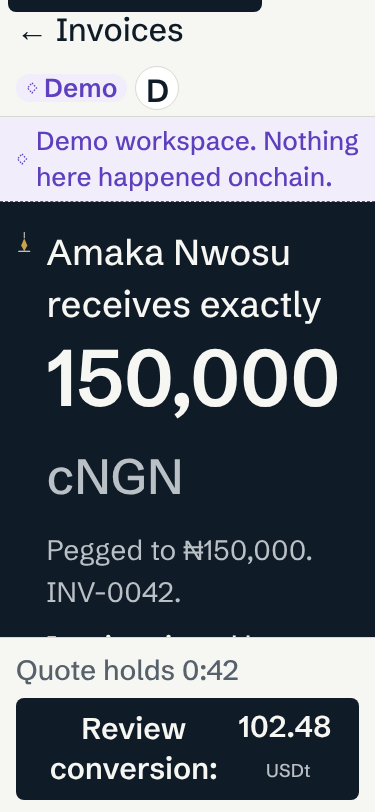 ← Invoices
Demo
D
Demo workspace. Nothing
here happened onchain.
Amaka Nwosu
receives exactly
150,000
cNGN
Pegged to ₦150,000.
INV-0042.
Quote holds 0:42
Review
conversion:
102.48
USDt